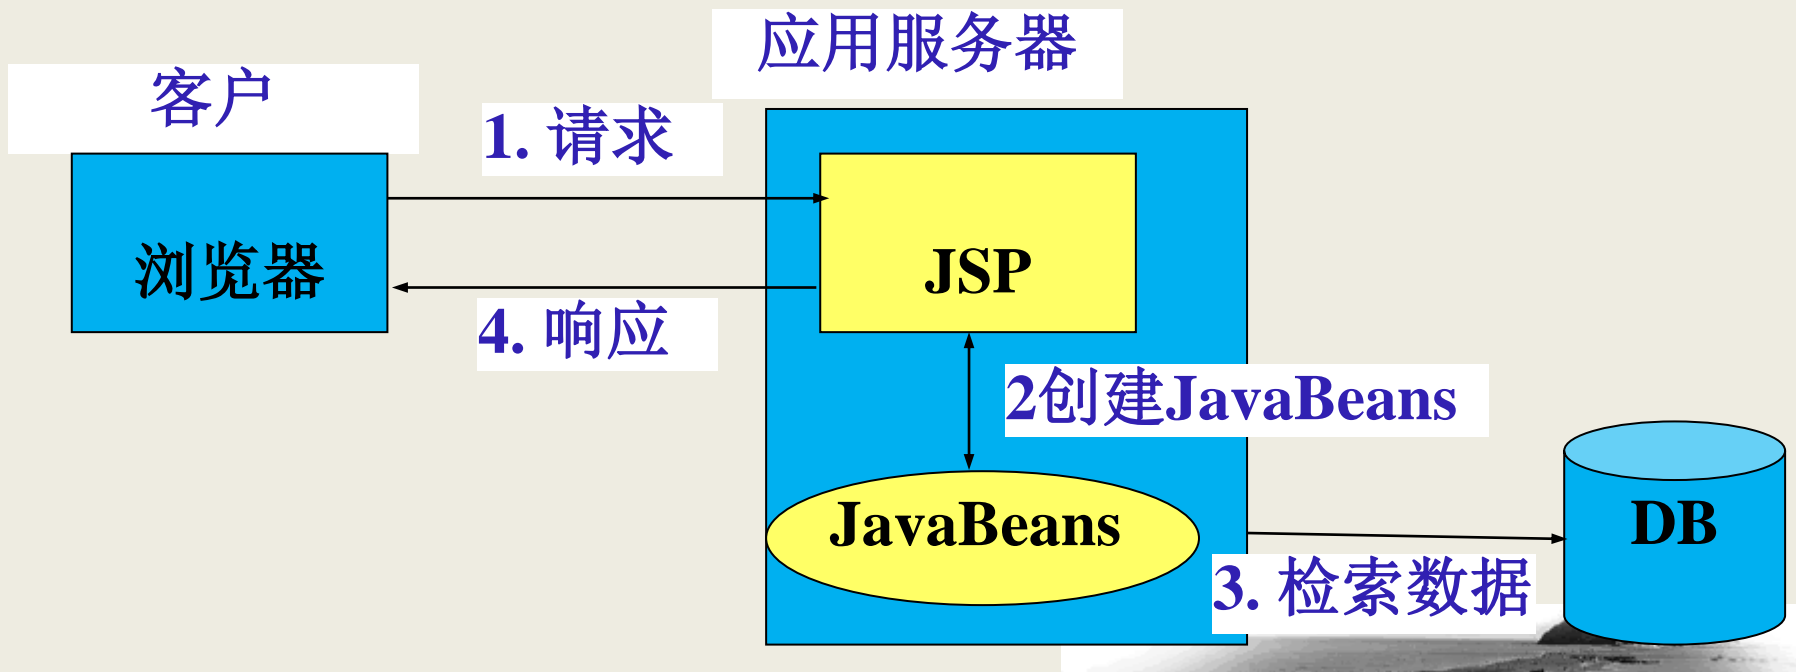 应用服务器
客户
1. 请求
浏览器
JSP
4. 响应
2创建JavaBeans
JavaBeans
DB
3. 检索数据